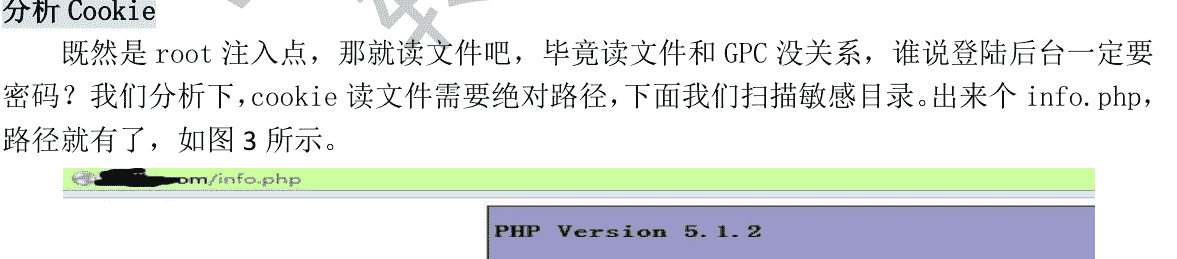 分析 Cookie
既然是 root 注入点，那就读文件吧，毕竟读文件和 GPC 没关系，谁说登陆后台一定要
密码？我们分析下，cookie 读文件需要绝对路径，下面我们扫描敏感目录。出来个 info.php，
路径就有了，如图 3 所示。
om/info.php
PHP Version 5.1.2